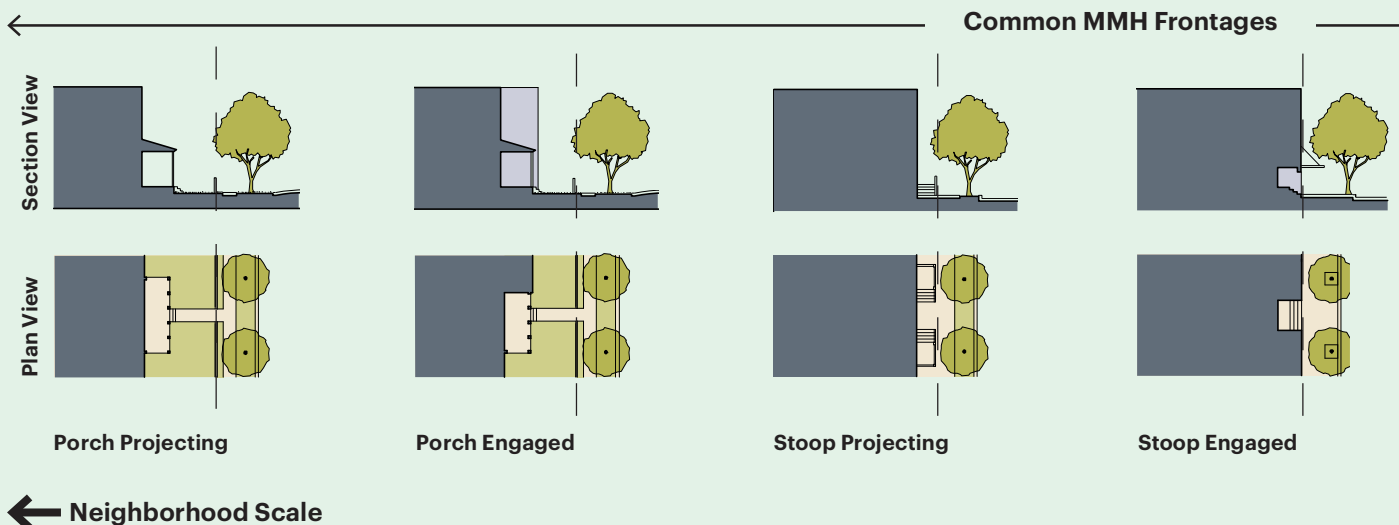 Common MMH Frontages
Section View
Plan View
Porch Projecting
Porch Engaged
Stoop Projecting
Stoop Engaged
Neighborhood Scale